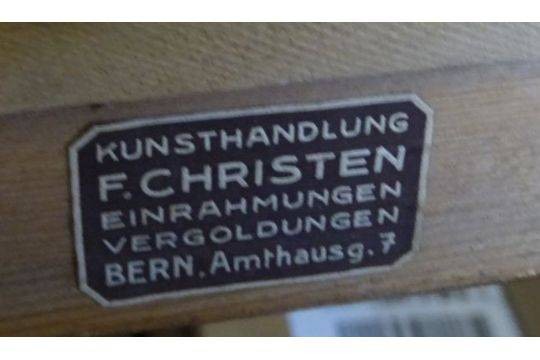 KUNSTHANDLUNG
F. CHRISTEN
EINRAHMUNGEN
VERGOLDUNGEN
BERN. Amthausg. 7